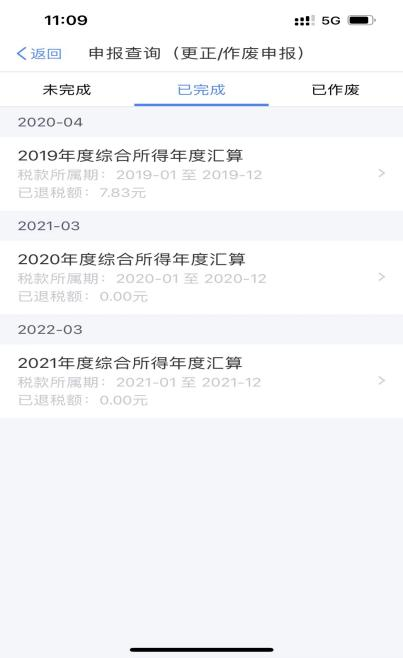 11:09
5G
返回
申报查询（更正/作废申报）
未完成
已完成
已作废
2020-04
2019年度综合所得年度汇算
税款所属期：2019-01 至 2019-12
已退税额：7.83元
2021-03
2020年度综合所得年度汇算
税款所属期：2020-01 至 2020-12
已退税额：0.00元
2022-03
2021年度综合所得年度汇算
税款所属期：2021-01 至 2021-12
已退税额：0.00元